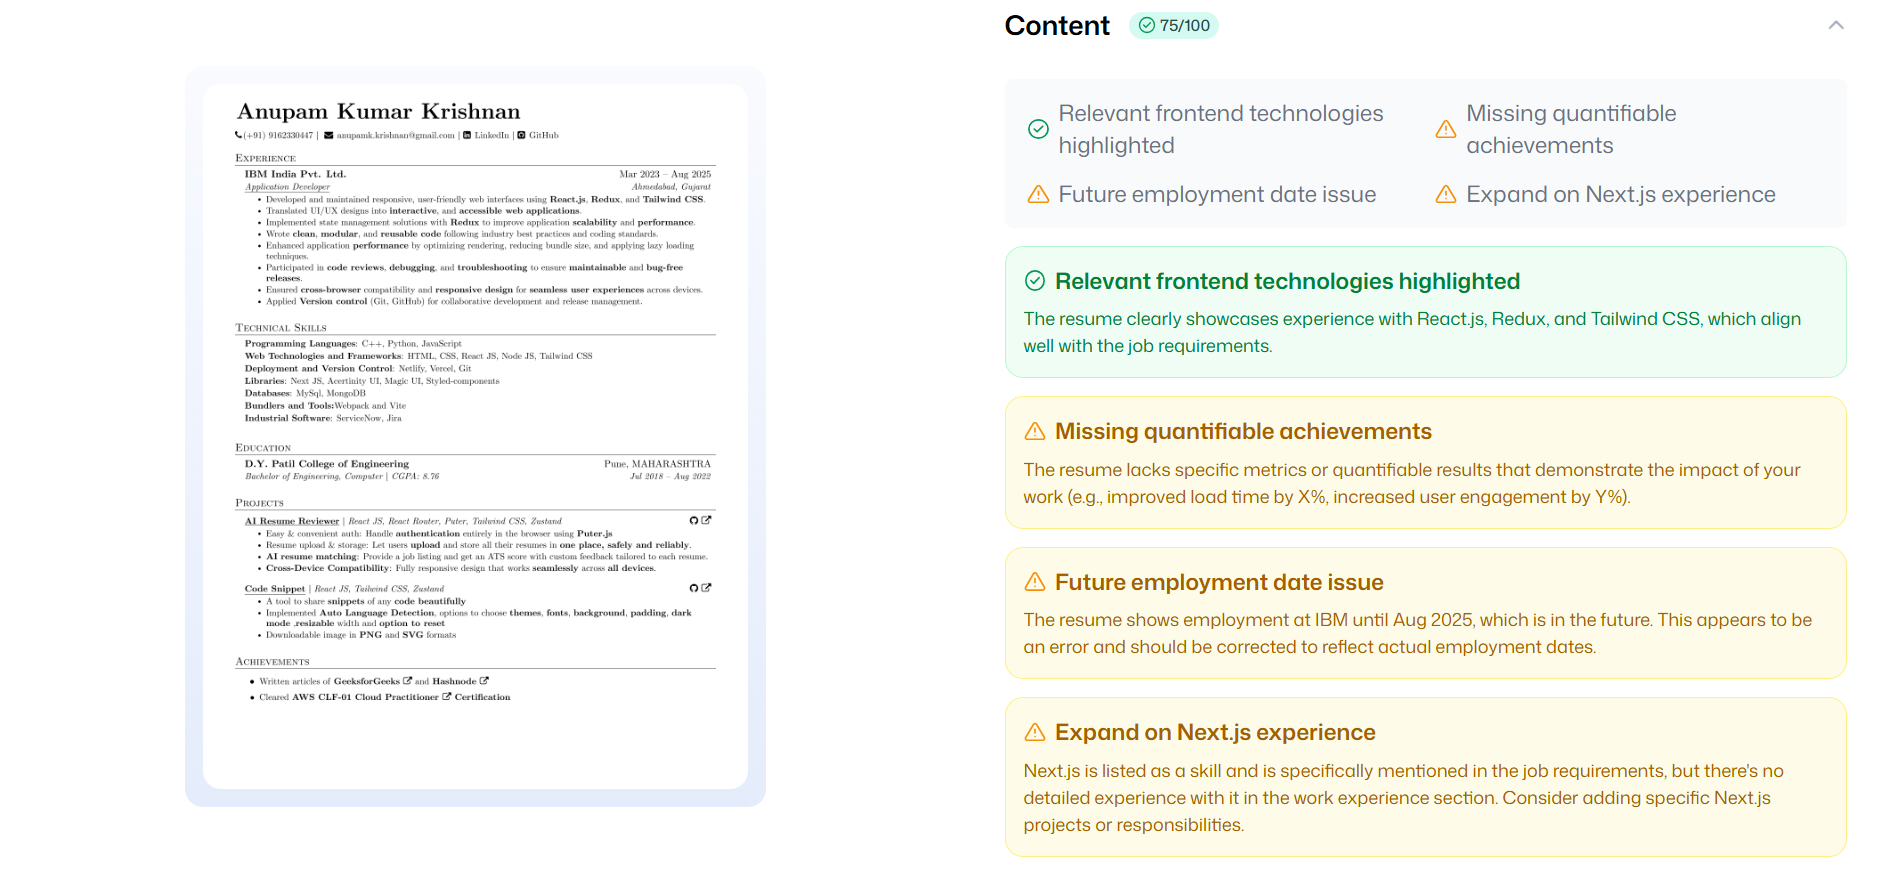 Anupam Kumar Krishnan
(+91) 9162330447 | anupamk.krishnan@gmail.com | LinkedIn | GitHub
Experience
IBM India Pvt. Ltd. Mar 2023 – Aug 2025
Application Developer Ahmedabad, Gujarat
• Developed and maintained responsive, user-friendly web interfaces using React.js, Redux, and Tailwind CSS.
• Translated UI/UX designs into interactive, and accessible web applications.
• Implemented state management solutions with Redux to improve application scalability and performance.
• Wrote clean, modular, and reusable code following industry best practices and coding standards.
• Enhanced application performance by optimizing rendering, reducing bundle size, and applying lazy loading
techniques.
• Participated in code reviews, debugging, and troubleshooting to ensure maintainable and bug-free
releases.
• Ensured cross-browser compatibility and responsive design for seamless user experiences across devices.
• Applied Version control (Git, GitHub) for collaborative development and release management.
Technical Skills
Programming Languages: C++, Python, JavaScript
Web Technologies and Frameworks: HTML, CSS, React JS, Node JS, Tailwind CSS
Deployment and Version Control: Netlify, Vercel, Git
Libraries: Next JS, Acertinity UI, Magic UI, Styled-components
Databases: MySql, MongoDB
Bundlers and Tools:Webpack and Vite
Industrial Software: ServiceNow, Jira
Education
D.Y. Patil College of Engineering Pune, MAHARASHTRA
Bachelor of Engineering, Computer | CGPA: 8.76 Jul 2018 – Aug 2022
Projects
AI Resume Reviewer | React JS, React Router, Puter, Tailwind CSS, Zustand
• Easy & convenient auth: Handle authentication entirely in the browser using Puter.js
• Resume upload & storage: Let users upload and store all their resumes in one place, safely and reliably.
• AI resume matching: Provide a job listing and get an ATS score with custom feedback tailored to each resume.
• Cross-Device Compatibility: Fully responsive design that works seamlessly across all devices.
Code Snippet | React JS, Tailwind CSS, Zustand
• A tool to share snippets of any code beautifully
• Implemented Auto Language Detection, options to choose themes, fonts, background, padding, dark
mode ,resizable width and option to reset
• Downloadable image in PNG and SVG formats
Achievements
• Written articles of GeeksforGeeks and Hashnode
• Cleared AWS CLF-01 Cloud Practitioner Certification
Content 75/100
Relevant frontend technologies
highlighted
Missing quantifiable
achievements
Future employment date issue
Expand on Next.js experience
Relevant frontend technologies highlighted
The resume clearly showcases experience with React.js, Redux, and Tailwind CSS, which align
well with the job requirements.
Missing quantifiable achievements
The resume lacks specific metrics or quantifiable results that demonstrate the impact of your
work (e.g., improved load time by X%, increased user engagement by Y%).
Future employment date issue
The resume shows employment at IBM until Aug 2025, which is in the future. This appears to be
an error and should be corrected to reflect actual employment dates.
Expand on Next.js experience
Next.js is listed as a skill and is specifically mentioned in the job requirements, but there's no
detailed experience with it in the work experience section. Consider adding specific Next.js
projects or responsibilities.